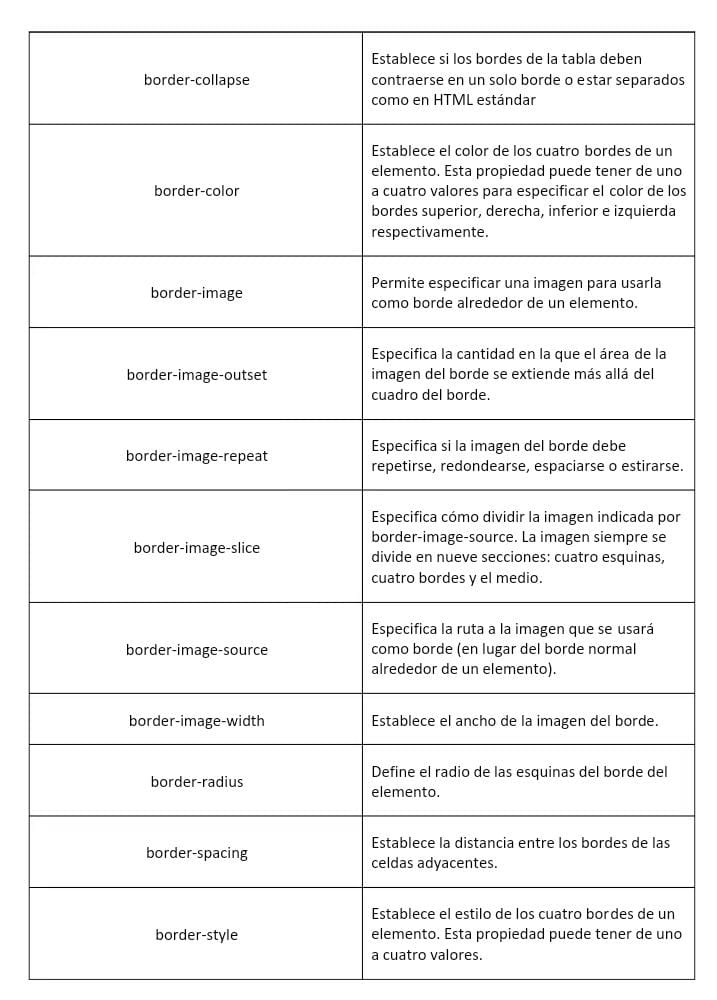 border-collapse
Establece si los bordes de la tabla deben
contraerse en un solo borde o estar separados
como en HTML estándar
border-color
Establece el color de los cuatro bordes de un
elemento. Esta propiedad puede tener de uno
a cuatro valores para especificar el color de los
bordes superior, derecha, inferior e izquierda
respectivamente.
border-image
Permite especificar una imagen para usarla
como borde alrededor de un elemento.
border-image-outset
Especifica la cantidad en la que el área de la
imagen del borde se extiende más allá del
cuadro del borde.
border-image-repeat
Especifica si la imagen del borde debe
repetirse, redondearse, espaciarse o estirarse.
border-image-slice
Especifica cómo dividir la imagen indicada por
border-image-source. La imagen siempre se
divide en nueve secciones: cuatro esquinas,
cuatro bordes y el medio.
border-image-source
Especifica la ruta a la imagen que se usará
como borde (en lugar del borde normal
alrededor de un elemento).
border-image-width
Establece el ancho de la imagen del borde.
border-radius
Define el radio de las esquinas del borde del
elemento.
border-spacing
Establece la distancia entre los bordes de las
celdas adyacentes.
border-style
Establece el estilo de los cuatro bordes de un
elemento. Esta propiedad puede tener de uno
a cuatro valores.